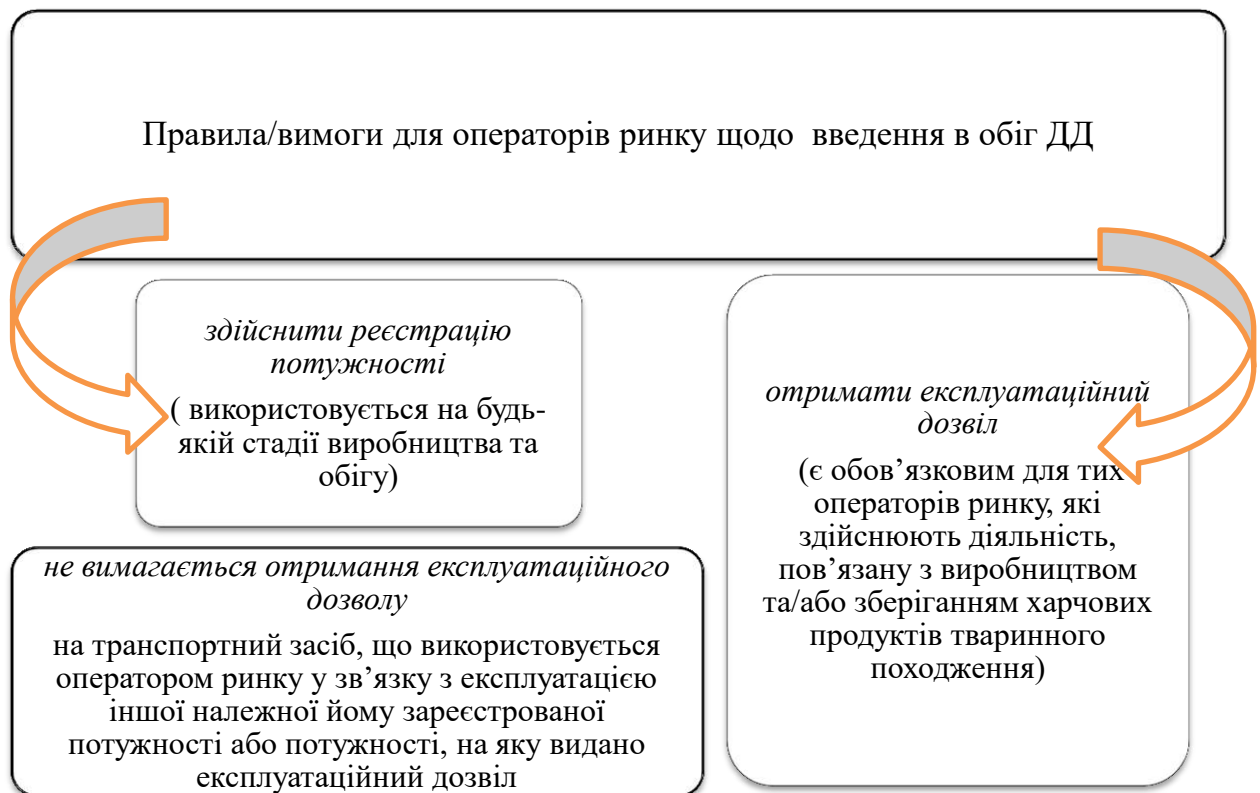 Правила/вимоги для операторів ринку щодо введення в обіг ДД
здійснити реєстрацію
потужності
( використовується на будь-
якій стадії виробництва та
обігу)
не вимагається отримання експлуатаційного
дозволу
на транспортний засіб, що використовується
оператором ринку у зв’язку з експлуатацією
іншої належної йому зареєстрованої
потужності або потужності, на яку видано
експлуатаційний дозвіл
отримати експлуатаційний
дозвіл
(є обов’язковим для тих
операторів ринку, які
здійснюють діяльність,
пов’язану з виробництвом
та/або зберіганням харчових
продуктів тваринного
походження)